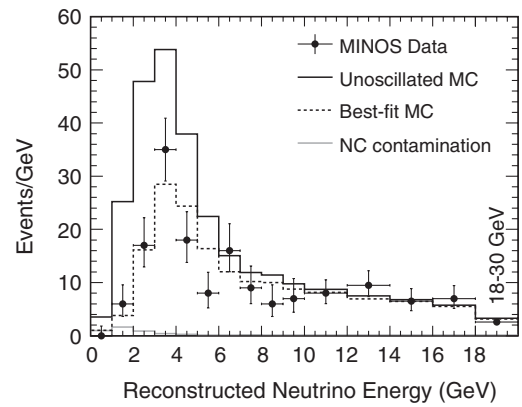 60
50
40
30
20
10
0
Events/GeV
MINOS Data
Unoscillated MC
Best-fit MC
NC contamination
18-30 GeV
0 2 4 6 8 10 12 14 16 18
Reconstructed Neutrino Energy (GeV)